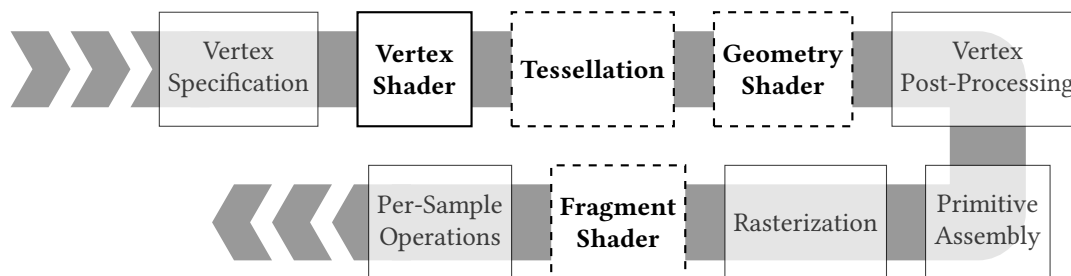 Vertex
Specification
Vertex
Shader
Tessellation
Geometry
Shader
Vertex
Post-Processing
Per-Sample
Operations
Fragment
Shader
Rasterization
Primitive
Assembly